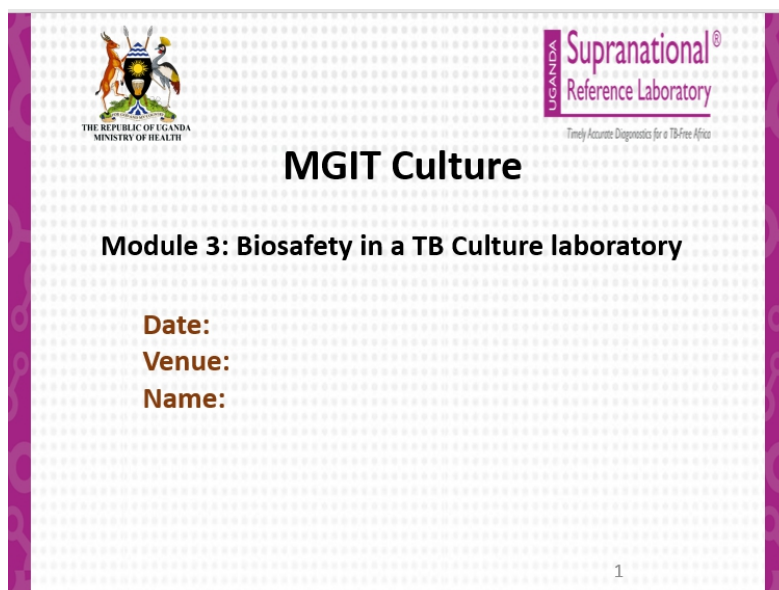 THE REPUBLIC OF UGANDA
MINISTRY OF HEALTH
UGANDA
Supranational®
Reference Laboratory
Timely Accurate Diagnostics for a TB-Free Africa
MGIT Culture
Module 3: Biosafety in a TB Culture laboratory
Date:
Venue:
Name:
1